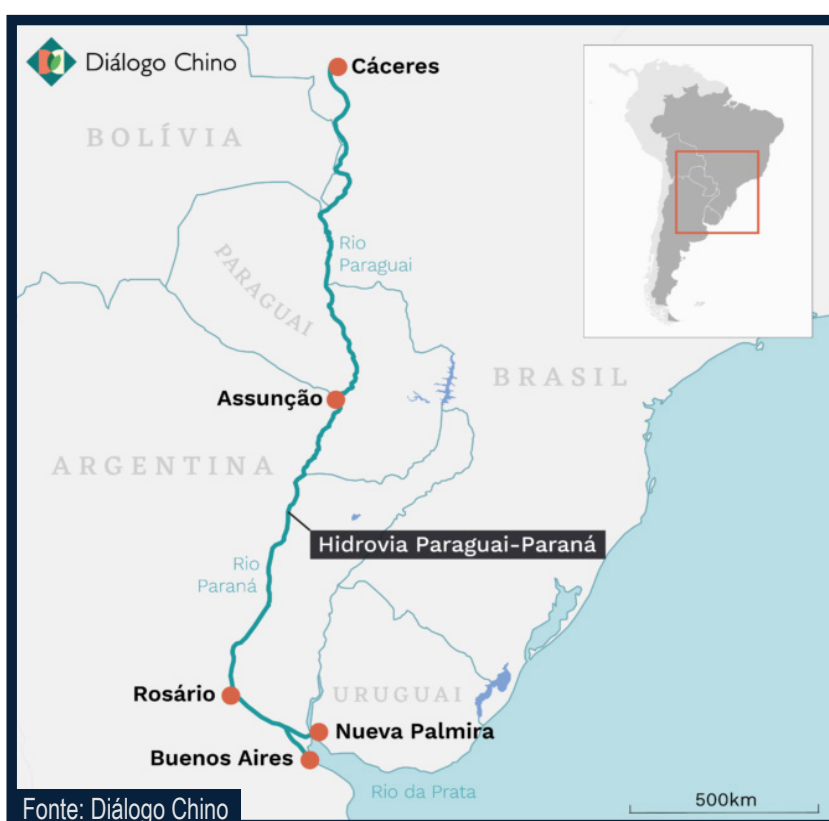 Diálogo Chino
Cáceres
BOLÍVIA
Rio
Paraguai
PARAGUAI
BRASIL
Assunção
ARGENTINA
Hidrovia Paraguai-Paraná
Rio
Paraná
Rosário
URUGUAI
Nueva Palmira
Buenos Aires
Rio da Prata
500km
Fonte: Diálogo Chino